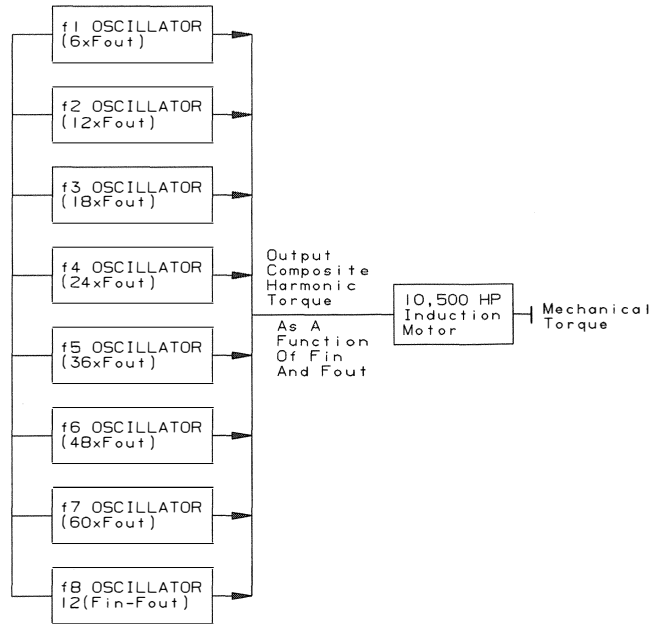 f1 OSCILLATOR
(6xFout)
f2 OSCILLATOR
(12xFout)
f3 OSCILLATOR
(18xFout)
f4 OSCILLATOR
(24xFout)
f5 OSCILLATOR
(36xFout)
f6 OSCILLATOR
(48xFout)
f7 OSCILLATOR
(60xFout)
f8 OSCILLATOR
12(Fin-Fout)
Output
Composite
Harmonic
Torque
As A
Function
Of Fin
And Fout
10,500 HP
Induction
Motor
Mechanical
Torque